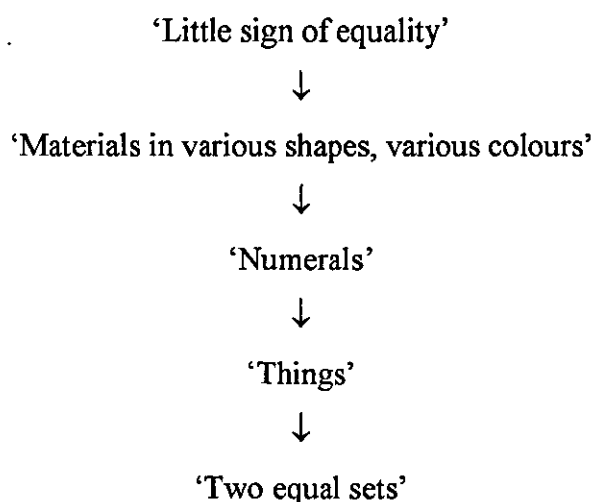 ‘Little sign of equality’
↓
‘Materials in various shapes, various colours’
↓
‘Numerals’
↓
‘Things’
↓
‘Two equal sets’